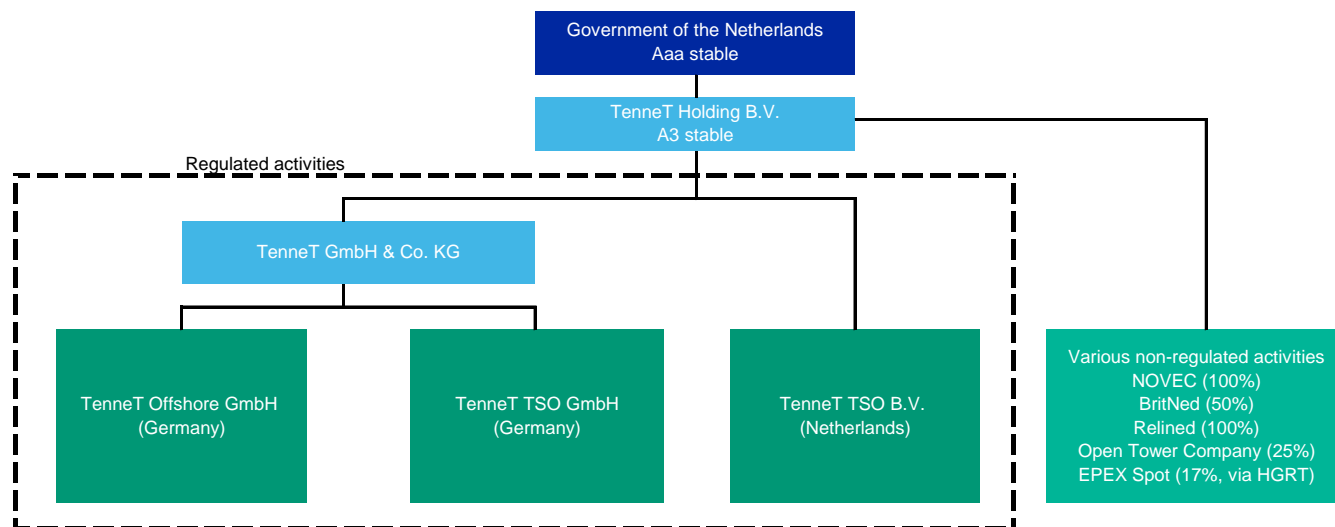 Government of the Netherlands
Aaa stable
TenneT Holding B.V.
A3 stable
Regulated activities
TenneT GmbH & Co. KG
TenneT Offshore GmbH
(Germany)
TenneT TSO GmbH
(Germany)
TenneT TSO B.V.
(Netherlands)
Various non-regulated activities
NOVEC (100%)
BritNed (50%)
Relined (100%)
Open Tower Company (25%)
EPEX Spot (17%, via HGRT)